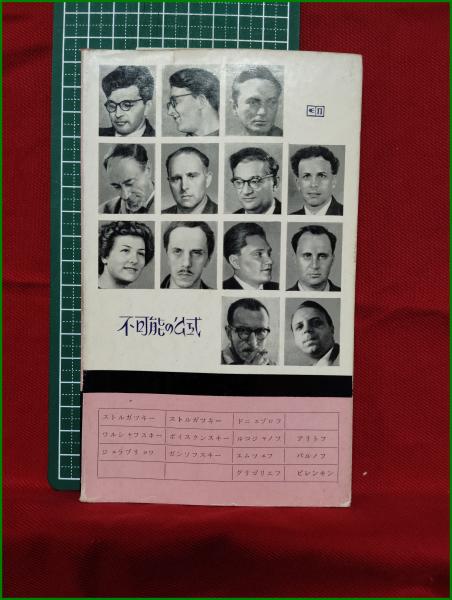 不可能の公式
ストルガツキー ストルガツキー ドニェプロフ
ワルシャフスキー ボイスクンスキー ルコジャノフ アリトフ
ジュラブリョワ ガンソフスキー エムツェフ パルノフ
グリゴリエフ ビレンキン